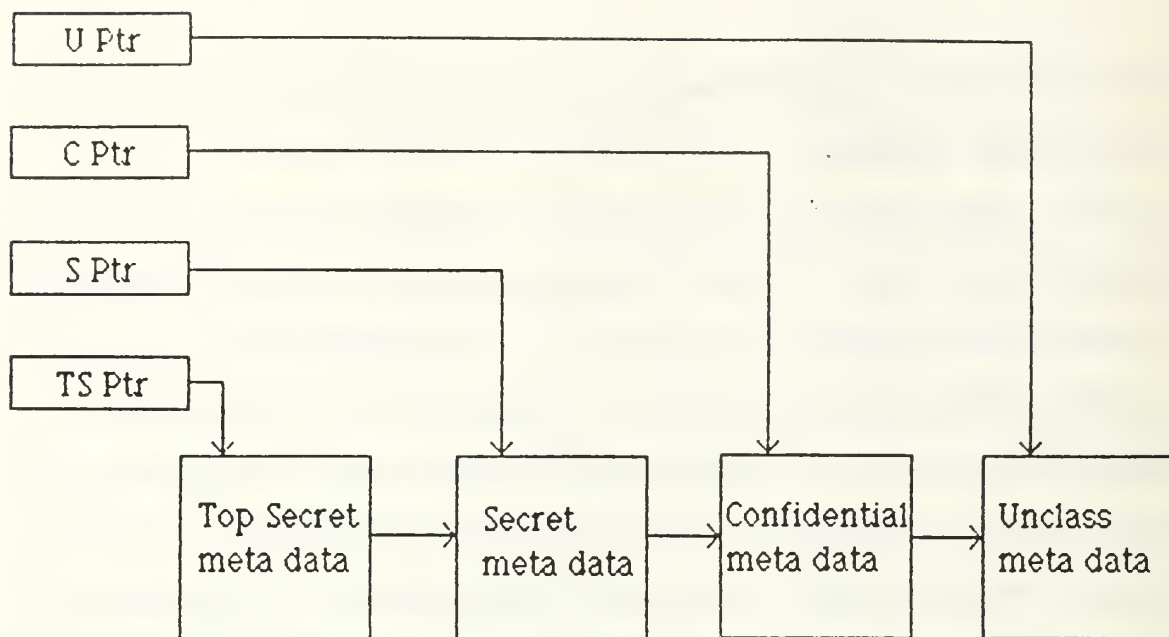 U Ptr
C Ptr
S Ptr
TS Ptr
Top Secret
meta data
Secret
meta data
Confidential
meta data
Unclass
meta data